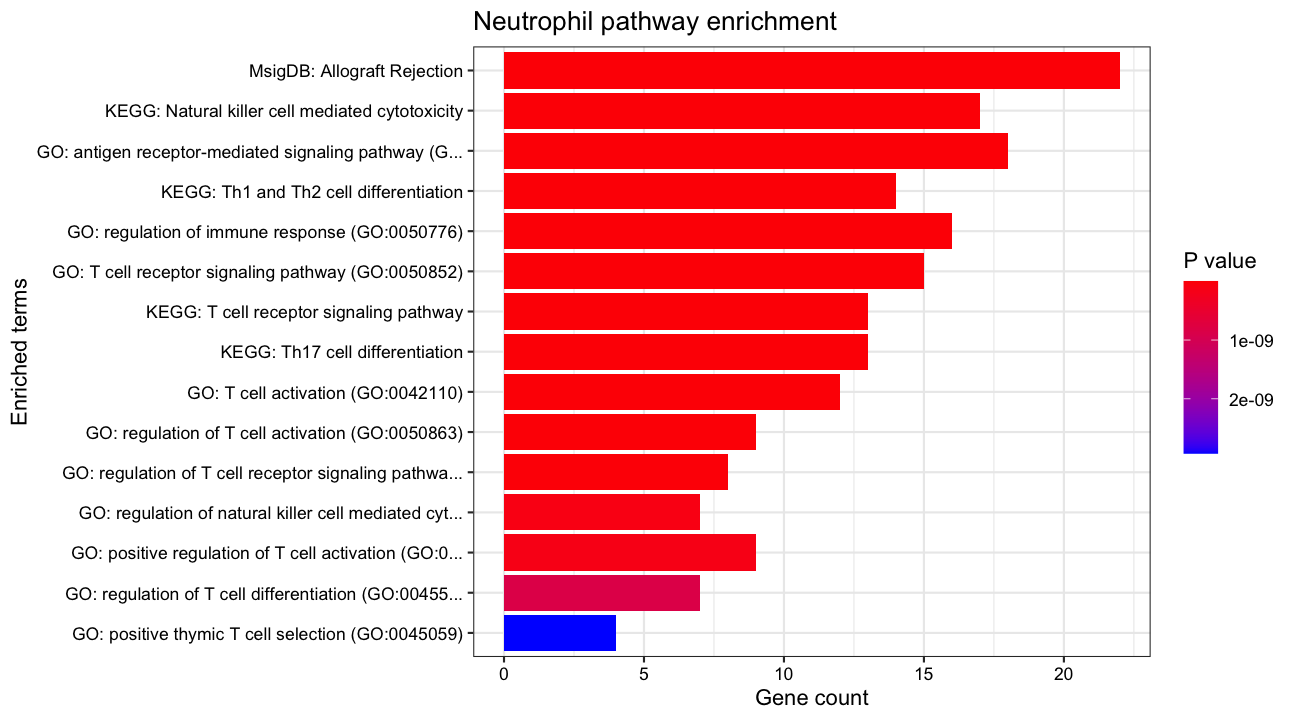 Neutrophil pathway enrichment
MsigDB: Allograft Rejection
KEGG: Natural killer cell mediated cytotoxicity
GO: antigen receptor-mediated signaling pathway (G...
KEGG: Th1 and Th2 cell differentiation
GO: regulation of immune response (GO:0050776)
GO: T cell receptor signaling pathway (GO:0050852)
KEGG: T cell receptor signaling pathway
KEGG: Th17 cell differentiation
GO: T cell activation (GO:0042110)
GO: regulation of T cell activation (GO:0050863)
GO: regulation of T cell receptor signaling pathwa...
GO: regulation of natural killer cell mediated cyt...
GO: positive regulation of T cell activation (GO:0...
GO: regulation of T cell differentiation (GO:00455...
GO: positive thymic T cell selection (GO:0045059)
Enriched terms
0 5 10 15 20
Gene count
P value
1e-09
2e-09